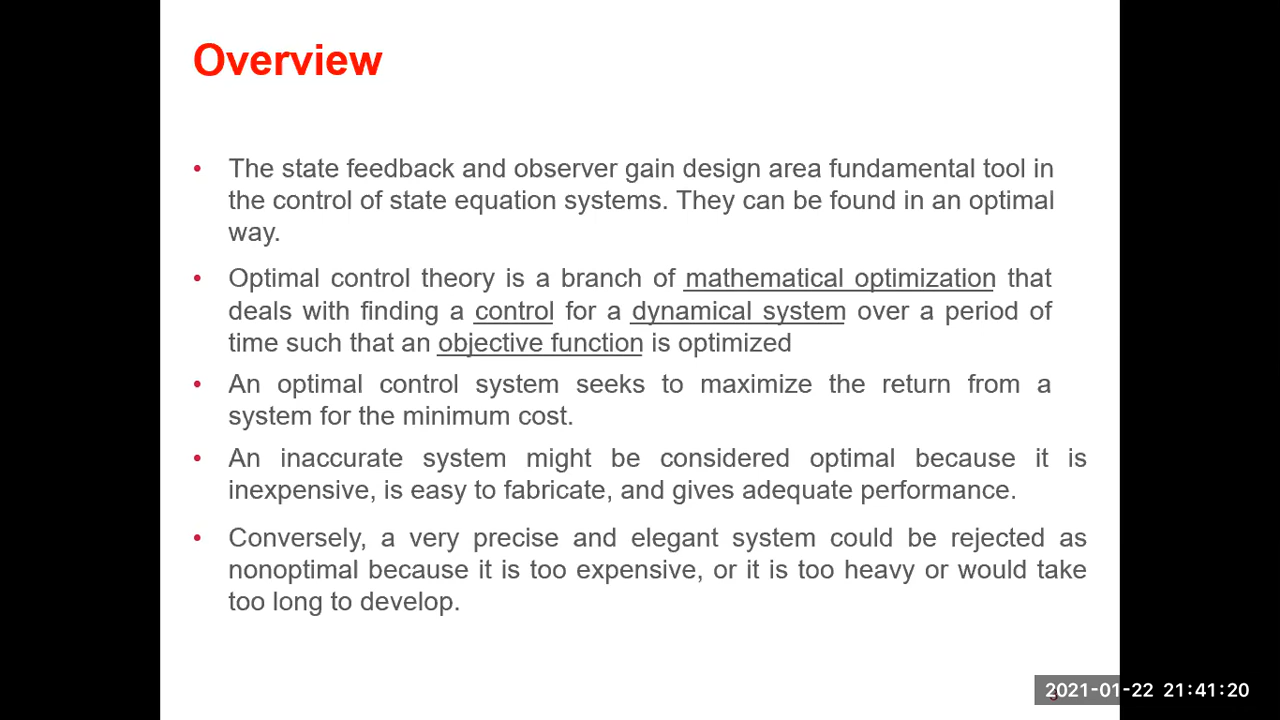 Overview
• The state feedback and observer gain design area fundamental tool in
the control of state equation systems. They can be found in an optimal
way.
• Optimal control theory is a branch of mathematical optimization that
deals with finding a control for a dynamical system over a period of
time such that an objective function is optimized
• An optimal control system seeks to maximize the return from a
system for the minimum cost.
• An inaccurate system might be considered optimal because it is
inexpensive, is easy to fabricate, and gives adequate performance.
• Conversely, a very precise and elegant system could be rejected as
nonoptimal because it is too expensive, or it is too heavy or would take
too long to develop.
2021-01-22 21:41:20